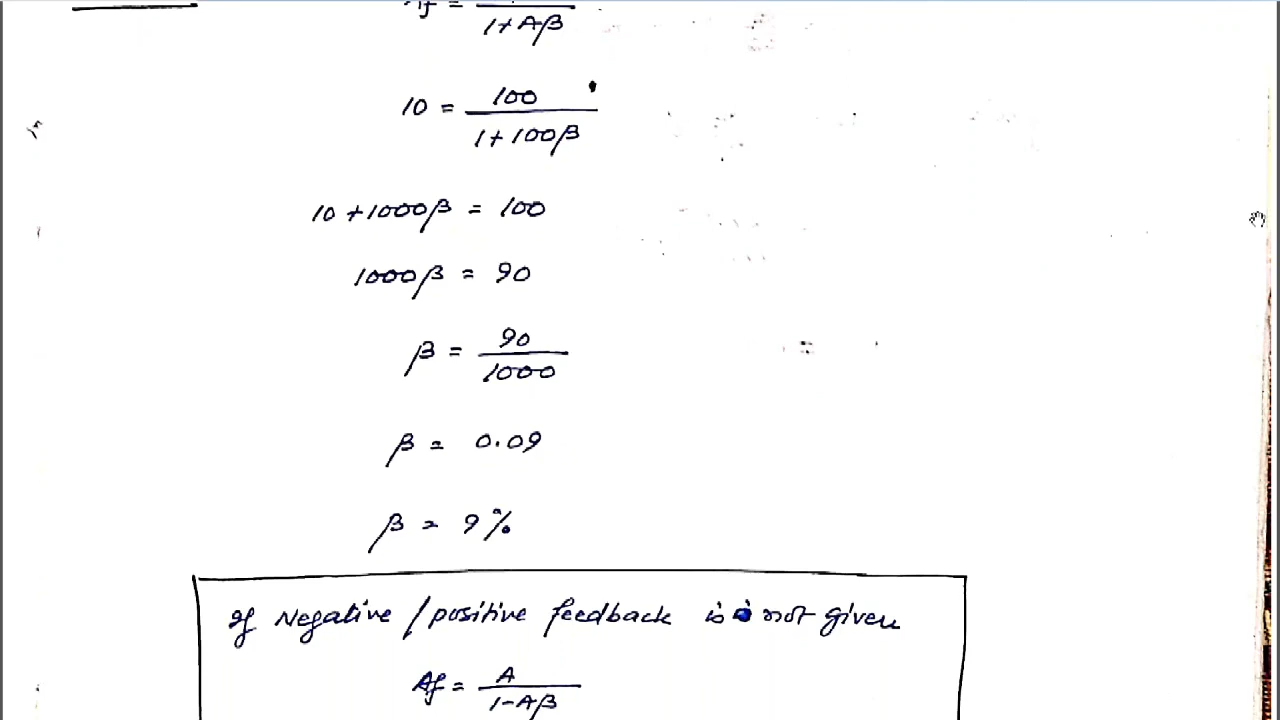 Af = 
1+Aβ
10 = 100 / 1+100β
10+1000β = 100
1000β = 90
β = 90 / 1000
β = 0.09
β = 9%
If Negative / positive feedback is not given
Af = A / 1-Aβ